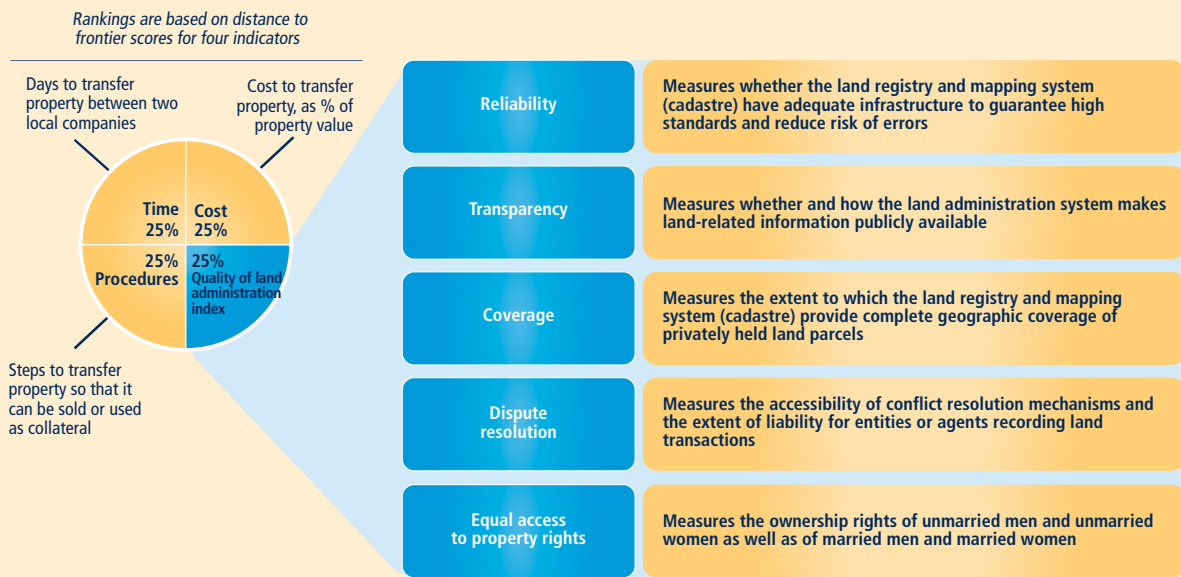 Rankings are based on distance to
frontier scores for four indicators
Days to transfer
property between two
local companies
Cost to transfer
property, as % of
property value
Time
25%
Cost
25%
25%
Procedures
25%
Quality of land
administration
index
Steps to transfer
property so that it
can be sold or used
as collateral
Reliability
Measures whether the land registry and mapping system
(cadastre) have adequate infrastructure to guarantee high
standards and reduce risk of errors
Transparency
Measures whether and how the land administration system makes
land-related information publicly available
Coverage
Measures the extent to which the land registry and mapping
system (cadastre) provide complete geographic coverage of
privately held land parcels
Dispute
resolution
Measures the accessibility of conflict resolution mechanisms and
the extent of liability for entities or agents recording land
transactions
Equal access
to property rights
Measures the ownership rights of unmarried men and unmarried
women as well as of married men and married women